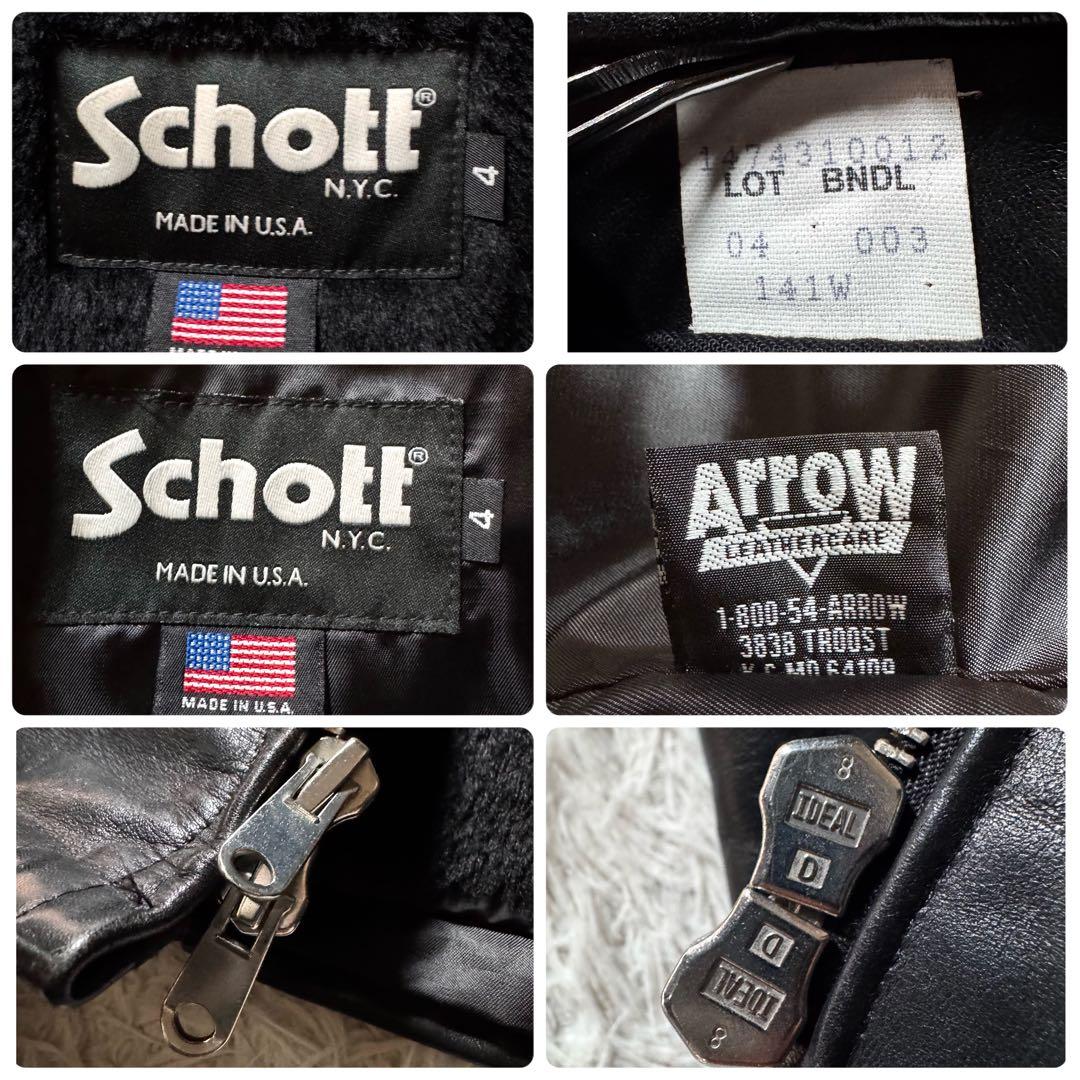 Schott®
N.Y.C.
MADE IN U.S.A.
4
1474310012
LOT BNDL
04 003
141W
Schott®
N.Y.C.
MADE IN U.S.A.
4
MADE IN U.S.A.
ArroW
LEATHERCARE
1-800-54-ARROW
3838 TROOST
8
IDEAL
D
D
IDEAL
8